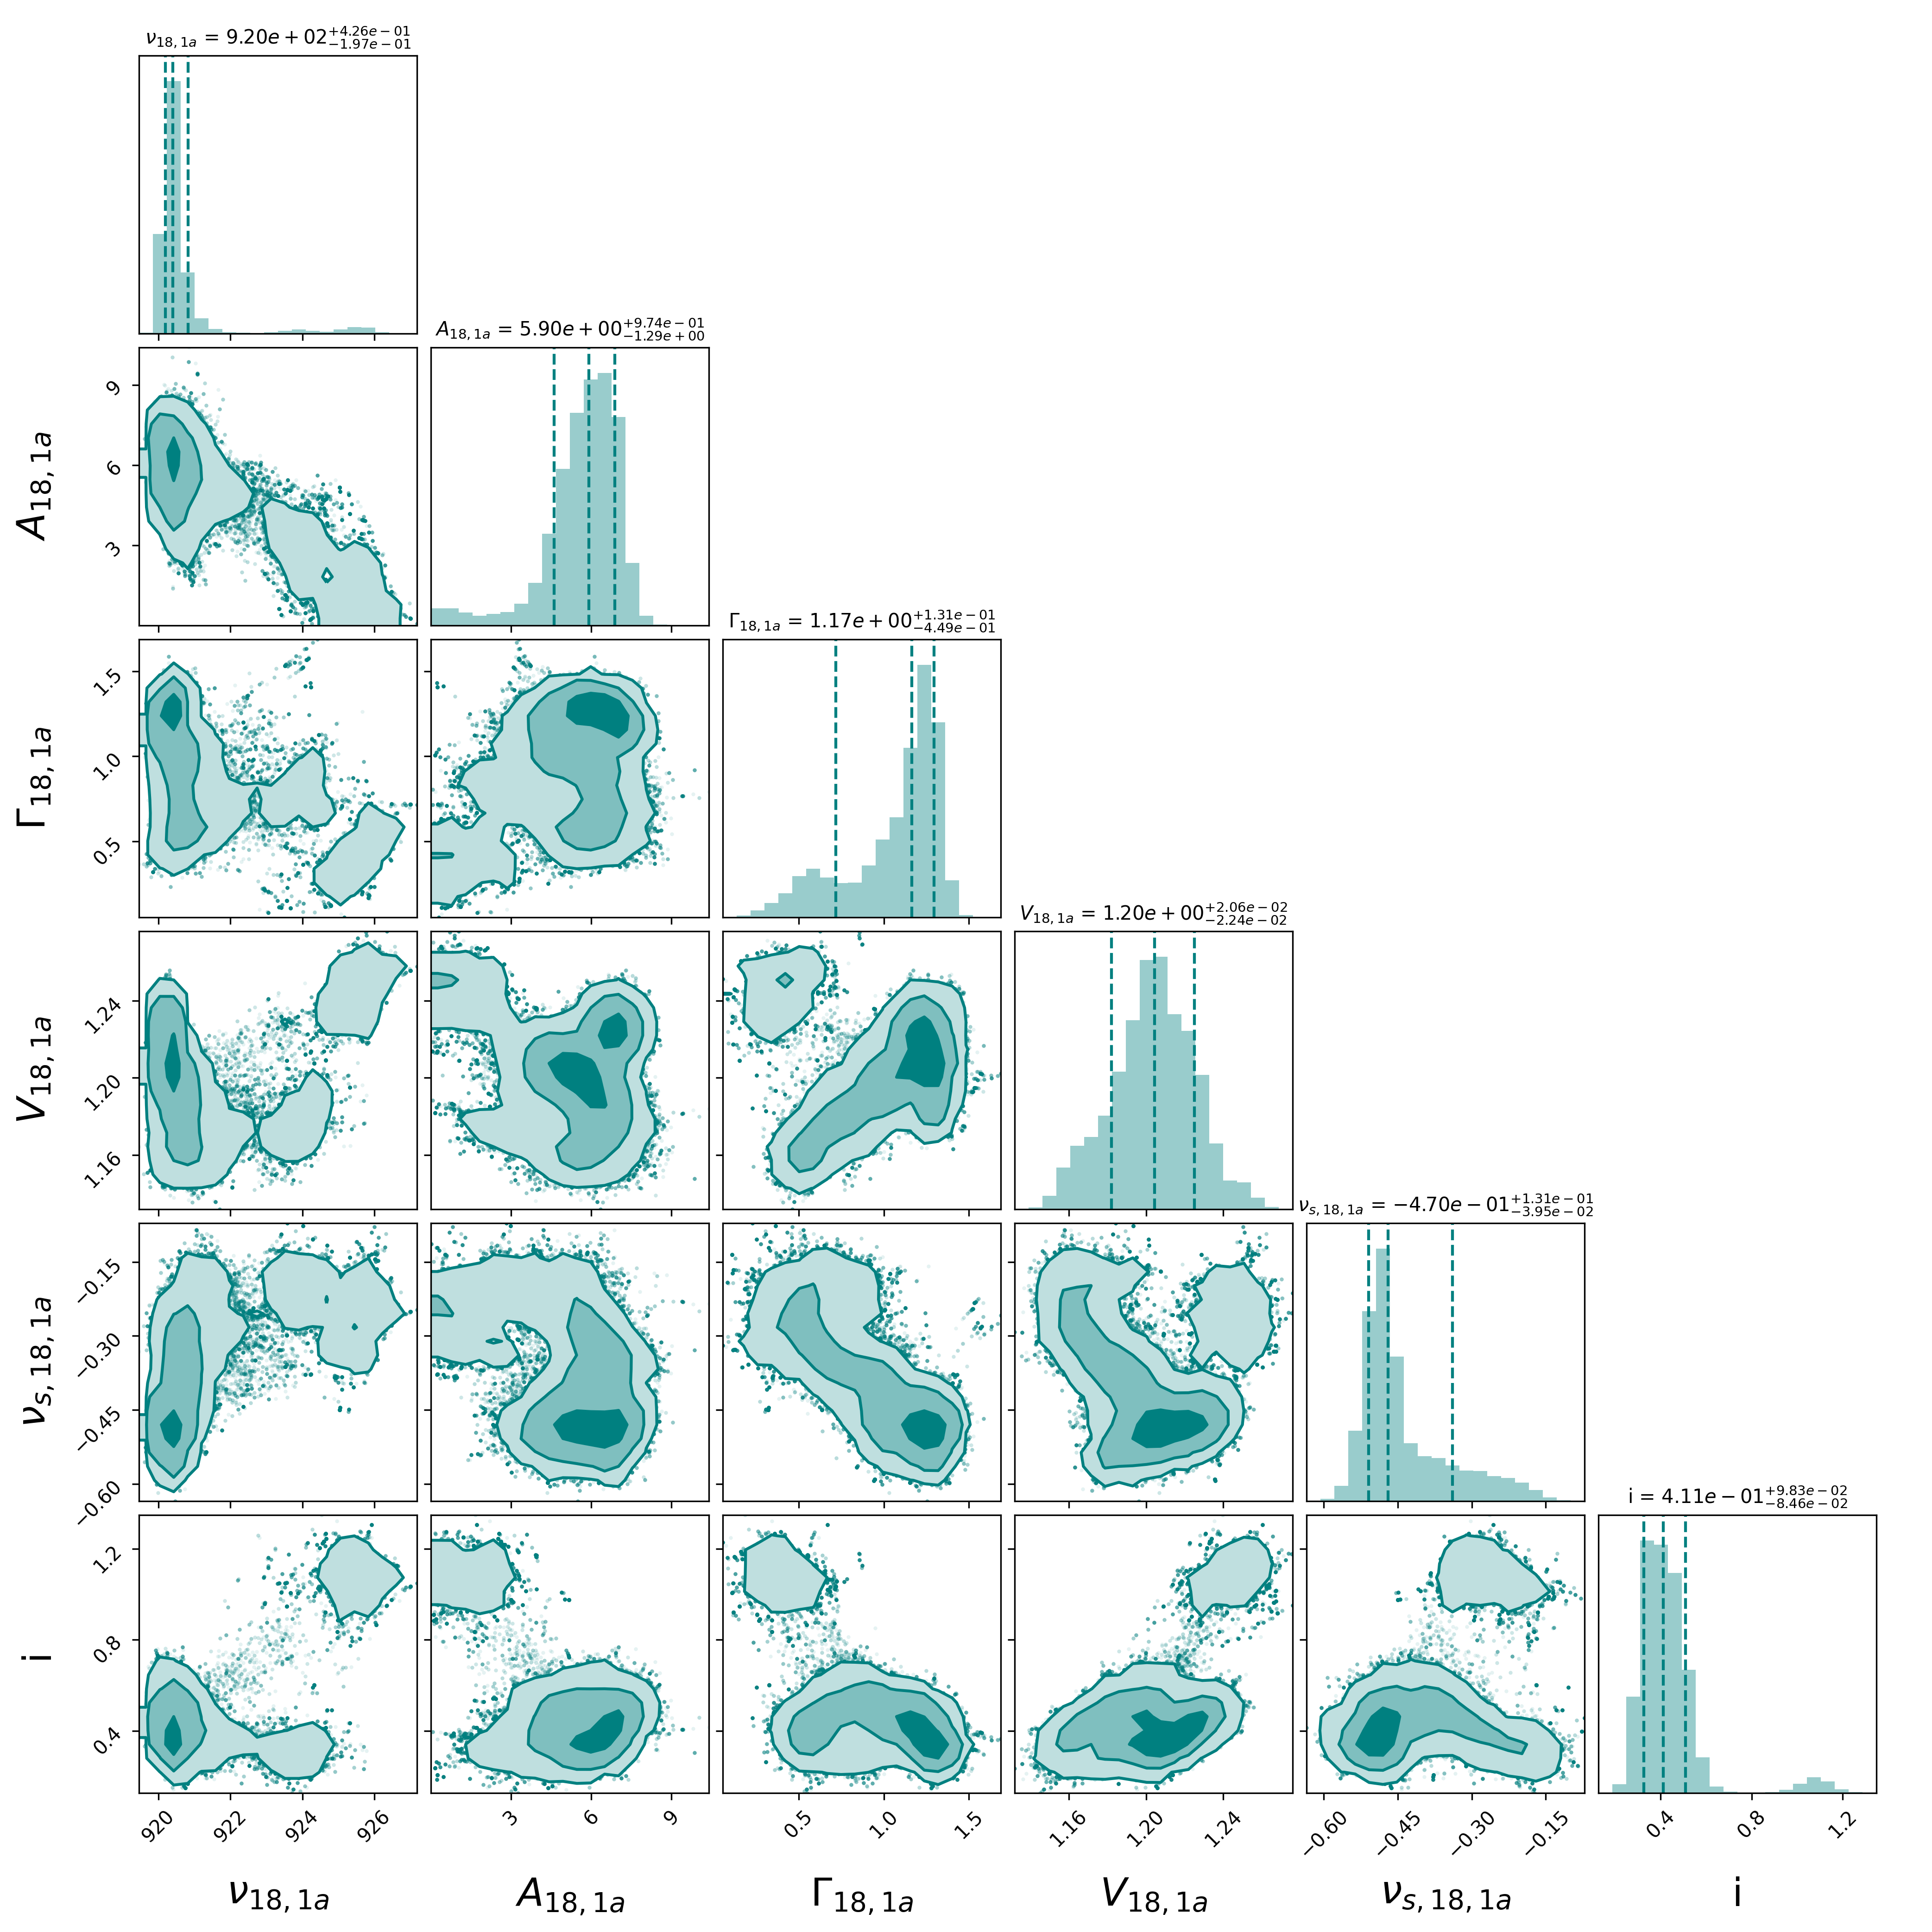 ν18,1a = 9.20e + 02 +4.26e − 01 −1.97e − 01
A18,1a = 5.90e + 00 +9.74e − 01 −1.29e + 00
9
6
3
A18,1a
Γ18,1a = 1.17e + 00 +1.31e − 01 −4.49e − 01
1.5
1.0
0.5
Γ18,1a
V18,1a = 1.20e + 00 +2.06e − 02 −2.24e − 02
1.24
1.20
1.16
V18,1a
νs,18,1a = −4.70e − 01 +1.31e − 01 −3.95e − 02
−0.15
−0.30
−0.45
−0.60
νs,18,1a
i = 4.11e − 01 +9.83e − 02 −8.46e − 02
1.2
0.8
0.4
i
920 922 924 926 3 6 9 0.5 1.0 1.5 1.16 1.20 1.24 −0.60 −0.45 −0.30 −0.15 0.4 0.8 1.2
ν18,1a A18,1a Γ18,1a V18,1a νs,18,1a i